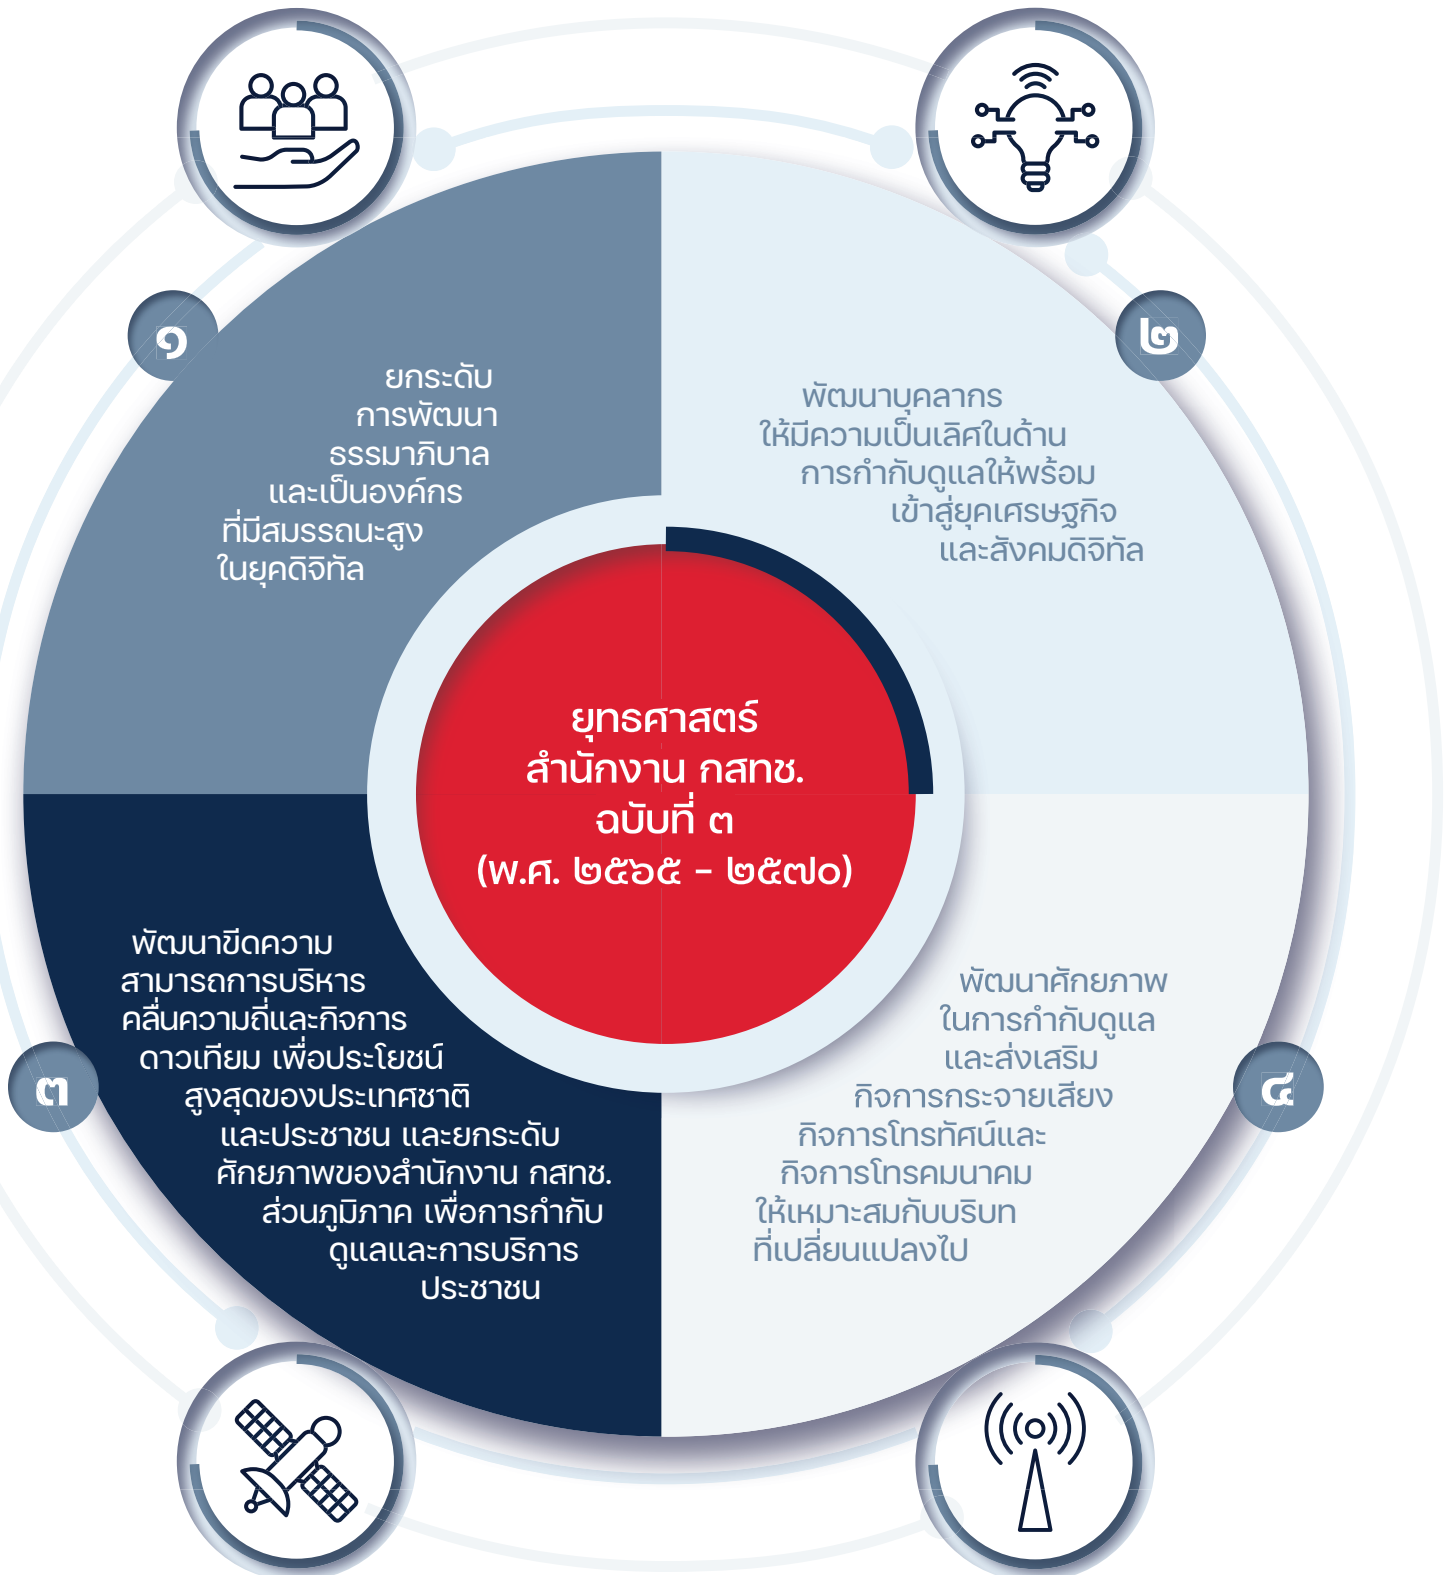 ๑
ยกระดับ
การพัฒนา
ธรรมาภิบาล
และเป็นองค์กร
ที่มีสมรรถนะสูง
ในยุคดิจิทัล
๒
พัฒนาบุคลากร
ให้มีความเป็นเลิศในด้าน
การกำกับดูแลให้พร้อม
เข้าสู่ยุคเศรษฐกิจ
และสังคมดิจิทัล
ยุทธศาสตร์
สำนักงาน กสทช.
ฉบับที่ ๓
(พ.ศ. ๒๕๖๕ - ๒๕๗๐)
๓
พัฒนาขีดความ
สามารถการบริหาร
คลื่นความถี่และกิจการ
ดาวเทียม เพื่อประโยชน์
สูงสุดของประเทศชาติ
และประชาชน และยกระดับ
ศักยภาพของสำนักงาน กสทช.
ส่วนภูมิภาค เพื่อการกำกับ
ดูแลและการบริการ
ประชาชน
๔
พัฒนาศักยภาพ
ในการกำกับดูแล
และส่งเสริม
กิจการกระจายเสียง
กิจการโทรทัศน์และ
กิจการโทรคมนาคม
ให้เหมาะสมกับบริบท
ที่เปลี่ยนแปลงไป